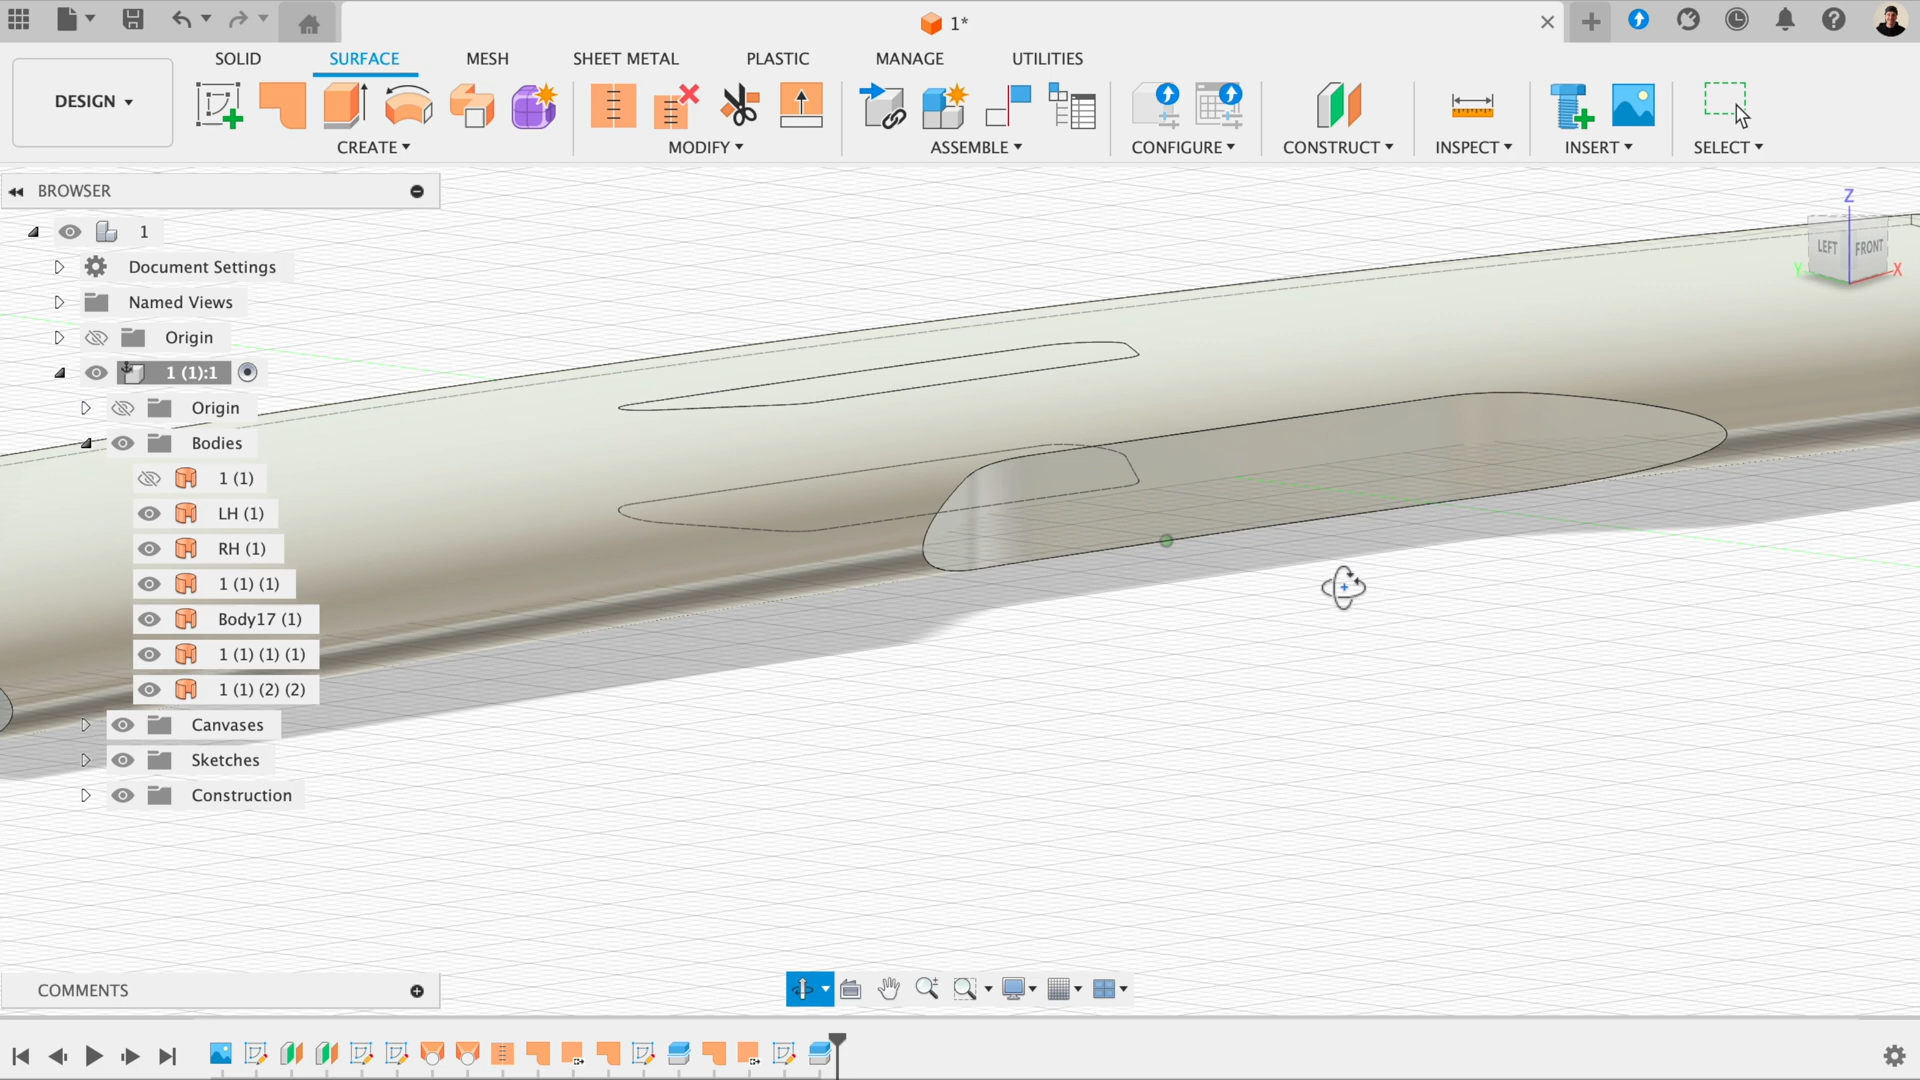 1*
SOLID SURFACE MESH SHEET METAL PLASTIC MANAGE UTILITIES
DESIGN
CREATE MODIFY ASSEMBLE CONFIGURE CONSTRUCT INSPECT INSERT SELECT
BROWSER
Z
LEFT FRONT
Y X
1
Document Settings
Named Views
Origin
1 (1):1
Origin
Bodies
1 (1)
LH (1)
RH (1)
1 (1) (1)
Body17 (1)
1 (1) (1) (1)
1 (1) (2) (2)
Canvases
Sketches
Construction
COMMENTS